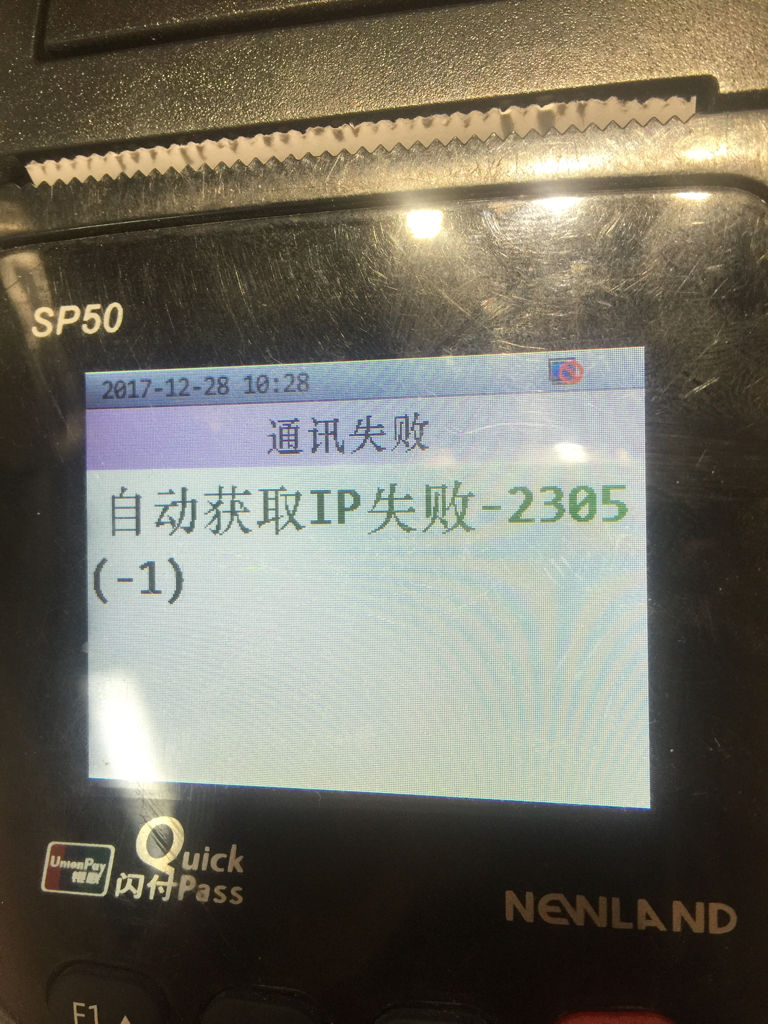 SP50
2017-12-28 10:28
通讯失败
自动获取IP失败-2305
(-1)
UnionPay
银联
Quick
闪付Pass
NEWLAND
F1